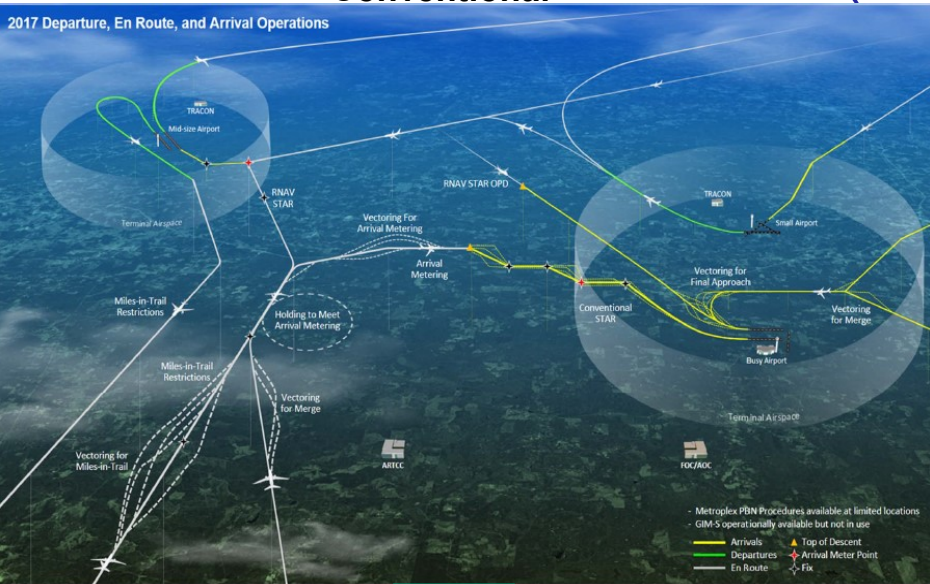 Conventional
2017 Departure, En Route, and Arrival Operations
TRACON
Mid-size Airport
Terminal Airspace
RNAV
STAR
RNAV STAR OPD
TRACON
Small Airport
Vectoring For
Arrival Metering
Arrival
Metering
Vectoring for
Final Approach
Conventional
STAR
Vectoring
for Merge
Busy Airport
Terminal Airspace
Miles-in-Trail
Restrictions
Holding to Meet
Arrival Metering
Miles-in-Trail
Restrictions
Vectoring
for Merge
Vectoring for
Miles-in-Trail
ARTCC
FOC/AOC
- Metroplex PBN Procedures available at limited locations
- GIM-S operationally available but not in use
Arrivals
Top of Descent
Departures
Arrival Meter Point
En Route
Fix